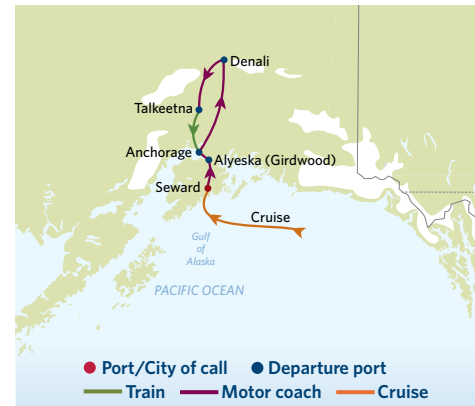 Denali
Talkeetna
Anchorage
Alyeska (Girdwood)
Seward
Cruise
Gulf
of
Alaska
PACIFIC OCEAN
Port/City of call
Departure port
Train
Motor coach
Cruise